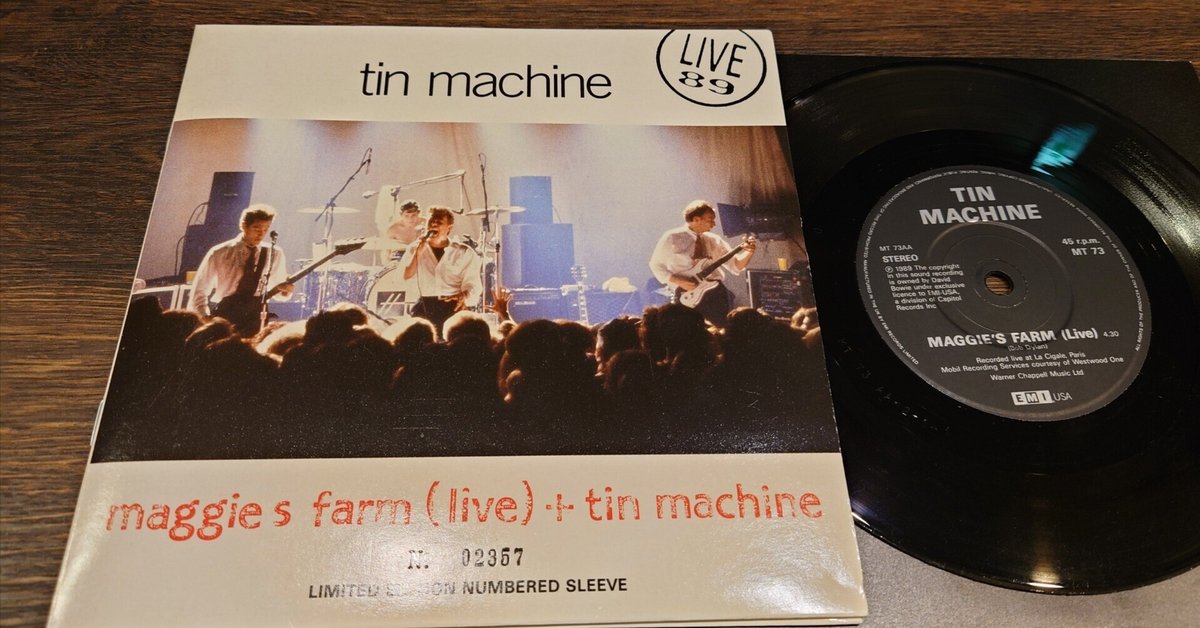 tin machine
LIVE
89
maggie s farm (live) + tin machine
No. 02357
LIMITED EDITION NUMBERED SLEEVE
TIN
MACHINE
MT 73AA
STEREO
℗ 1989 The copyright
in this sound recording
is owned by David
Bowie under exclusive
licence to EMI-USA,
a division of Capitol
Records Inc
45 r.p.m.
MT 73
MAGGIE'S FARM (Live) 4.30
(Bob Dylan)
Recorded live at La Cigale, Paris
Mobil Recording Services courtesy of Westwood One
Warner Chappell Music Ltd
EMI USA